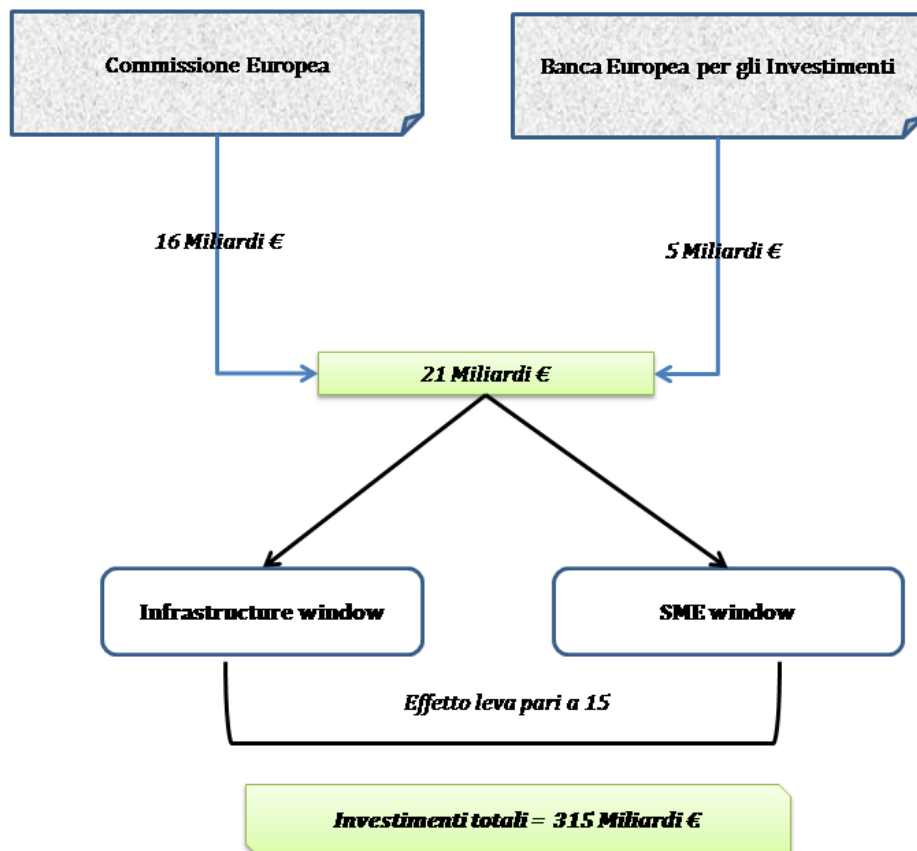 Commissione Europea
Banca Europea per gli Investimenti
16 Miliardi €
5 Miliardi €
21 Miliardi €
Infrastructure window
SME window
Effetto leva pari a 15
Investimenti totali = 315 Miliardi €